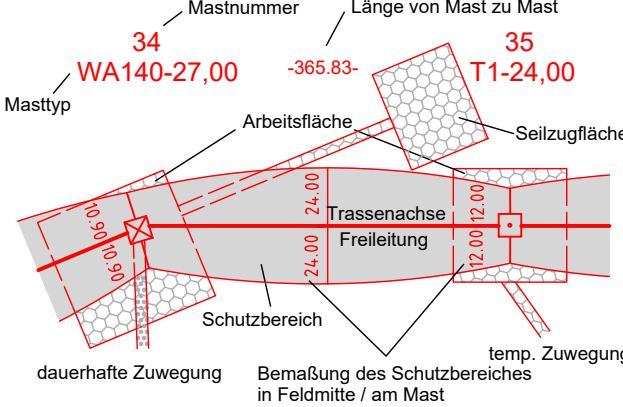 Mastnummer
Länge von Mast zu Mast
34
35
WA140-27,00
-365.83-
T1-24,00
Masttyp
Arbeitsfläche
Seilzugfläche
10.90
24.00
12.00
Trassenachse
10.90
24.00
12.00
Freileitung
Schutzbereich
temp. Zuwegung
dauerhafte Zuwegung
Bemaßung des Schutzbereiches
in Feldmitte / am Mast